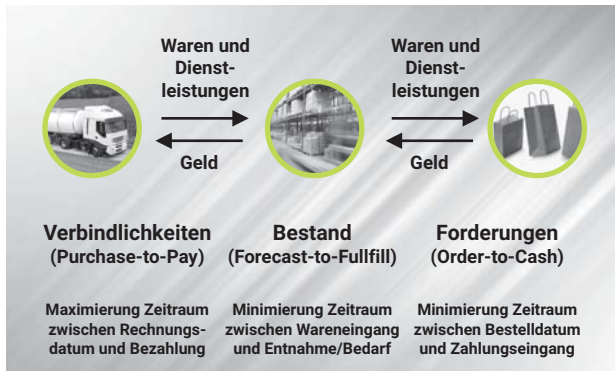 Waren und
Dienst-
leistungen
Geld
Waren und
Dienst-
leistungen
Geld
Verbindlichkeiten
(Purchase-to-Pay)
Bestand
(Forecast-to-Fullfill)
Forderungen
(Order-to-Cash)
Maximierung Zeitraum
zwischen Rechnungs-
datum und Bezahlung
Minimierung Zeitraum
zwischen Wareneingang
und Entnahme/Bedarf
Minimierung Zeitraum
zwischen Bestelldatum
und Zahlungseingang